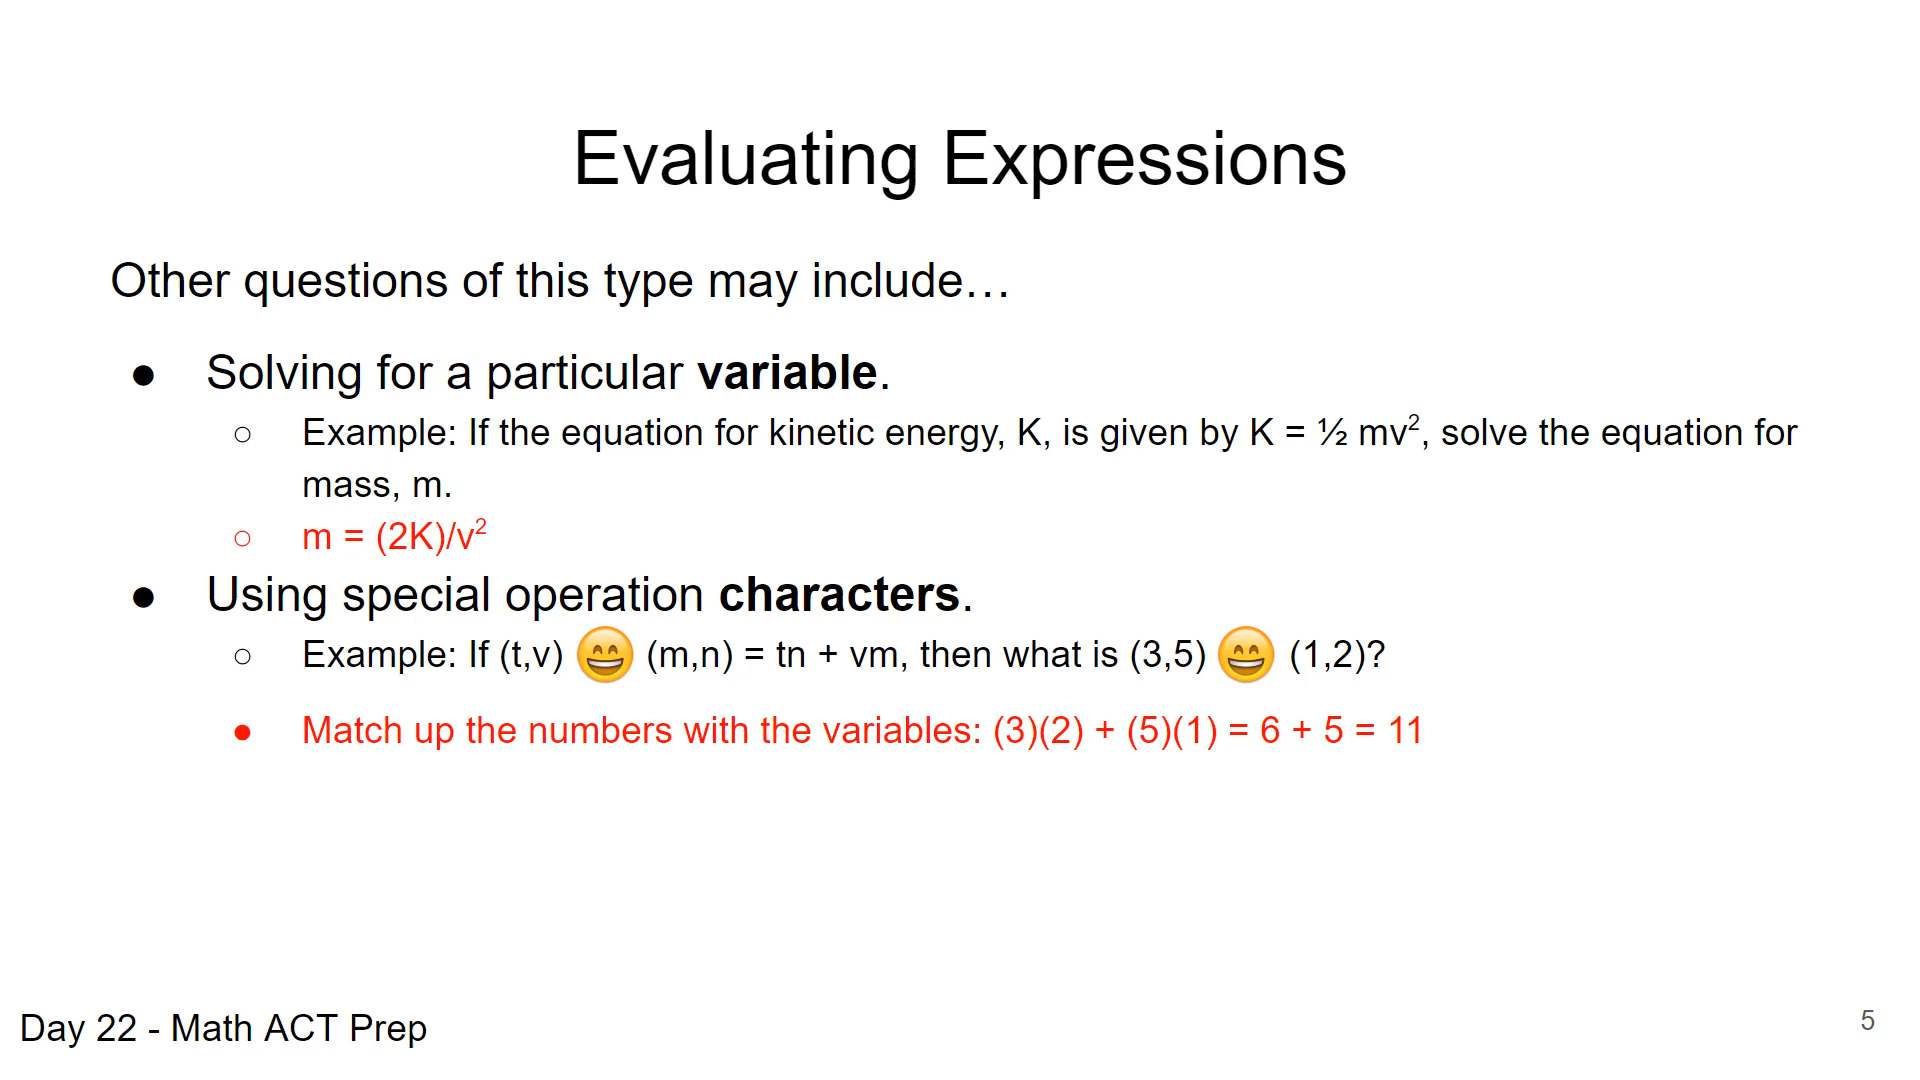 Evaluating Expressions
Other questions of this type may include…
● Solving for a particular variable.
○ Example: If the equation for kinetic energy, K, is given by K = ½ mv², solve the equation for
mass, m.
○ m = (2K)/v²
● Using special operation characters.
○ Example: If (t,v) 😄 (m,n) = tn + vm, then what is (3,5) 😄 (1,2)?
● Match up the numbers with the variables: (3)(2) + (5)(1) = 6 + 5 = 11
Day 22 - Math ACT Prep
5